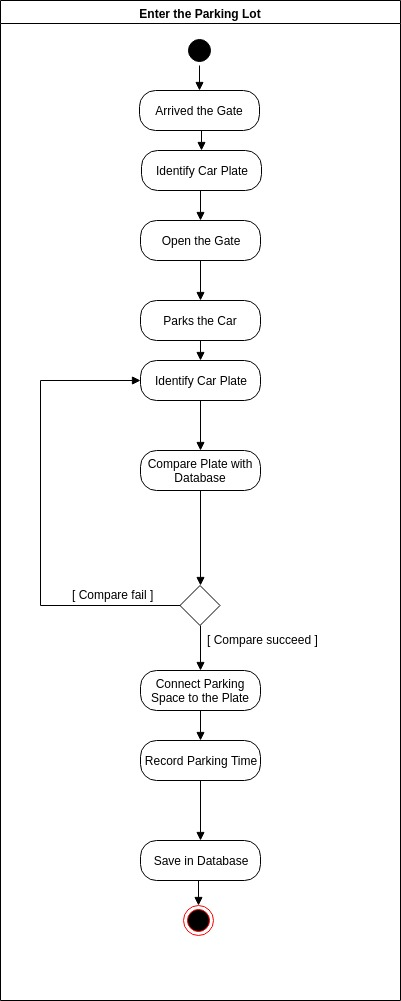 Enter the Parking Lot
Arrived the Gate
Identify Car Plate
Open the Gate
Parks the Car
Identify Car Plate
Compare Plate with
Database
[ Compare fail ]
[ Compare succeed ]
Connect Parking
Space to the Plate
Record Parking Time
Save in Database